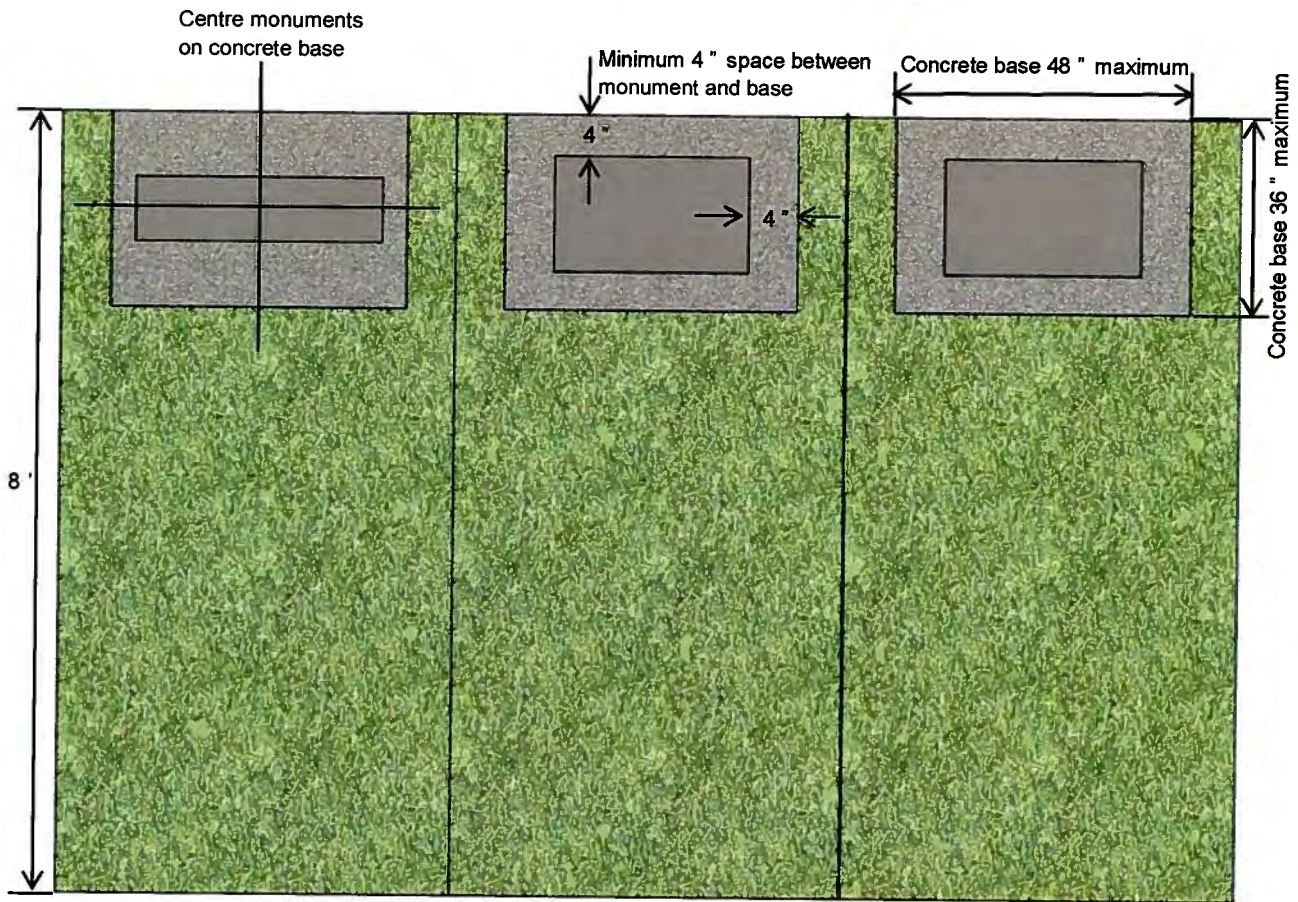 Centre monuments
on concrete base
Minimum 4 " space between
monument and base
Concrete base 48 " maximum
Concrete base 36 " maximum
4 "
4 "
8 '